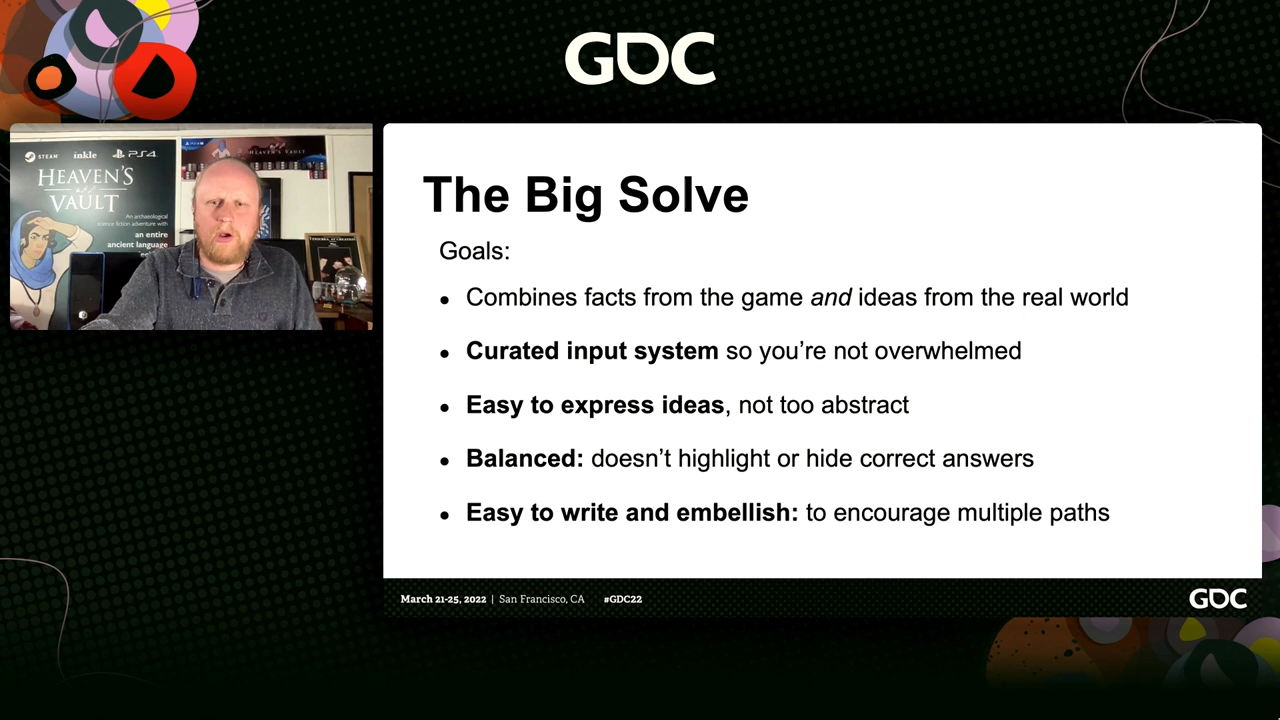 GDC
STEAM inkle PS4
HEAVEN'S
VAULT
An archaeological
science fiction adventure with
an entire
ancient language
HEAVEN'S VAULT
The Big Solve
Goals:
• Combines facts from the game and ideas from the real world
• Curated input system so you’re not overwhelmed
• Easy to express ideas, not too abstract
• Balanced: doesn’t highlight or hide correct answers
• Easy to write and embellish: to encourage multiple paths
March 21-25, 2022 | San Francisco, CA #GDC22
GDC